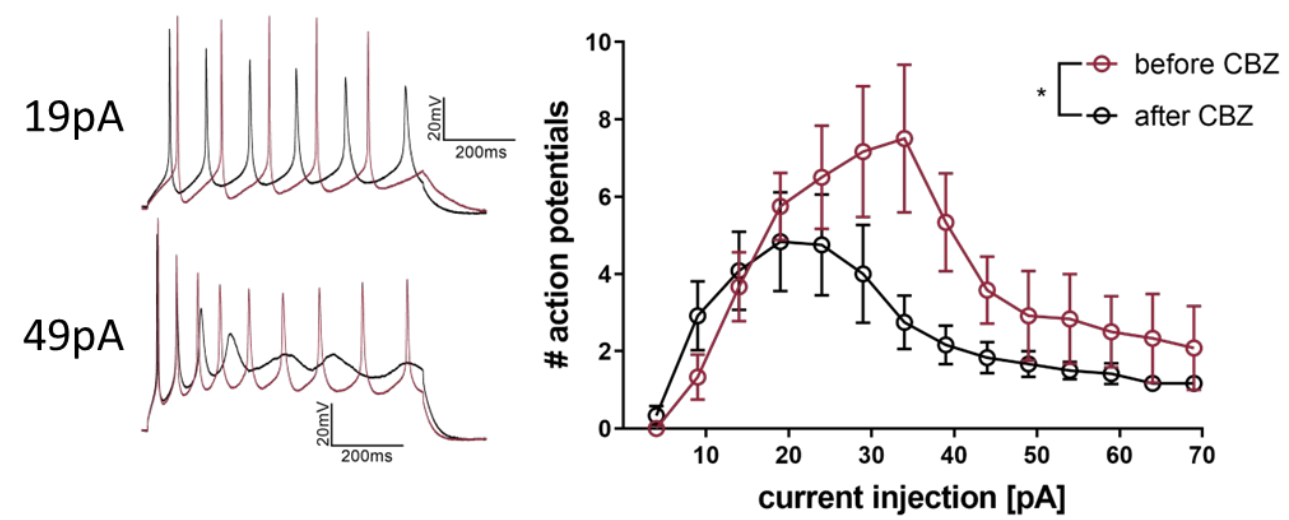 19pA
20mV
200ms
49pA
20mV
200ms
# action potentials
10
8
6
4
2
0
10 20 30 40 50 60 70
current injection [pA]
* before CBZ
after CBZ